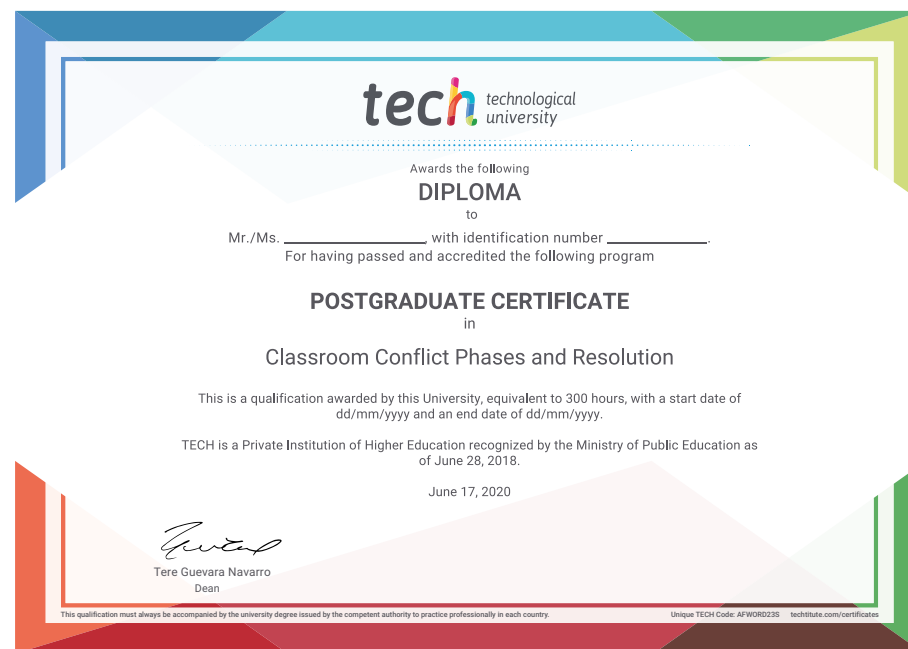 tech technological
university
Awards the following
DIPLOMA
to
Mr./Ms. ____________________, with identification number ______________.
For having passed and accredited the following program
POSTGRADUATE CERTIFICATE
in
Classroom Conflict Phases and Resolution
This is a qualification awarded by this University, equivalent to 300 hours, with a start date of
dd/mm/yyyy and an end date of dd/mm/yyyy.
TECH is a Private Institution of Higher Education recognized by the Ministry of Public Education as
of June 28, 2018.
June 17, 2020
Tere Guevara Navarro
Dean
This qualification must always be accompanied by the university degree issued by the competent authority to practice professionally in each country. Unique TECH Code: AFWORD23S techtitute.com/certificates